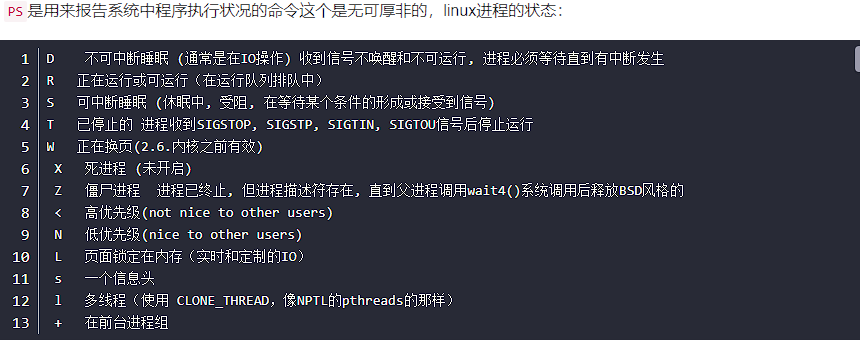 PS 是用来报告系统中程序执行状况的命令这个是无可厚非的，linux进程的状态：
1 D 不可中断睡眠 (通常是在IO操作) 收到信号不唤醒和不可运行, 进程必须等待直到有中断发生
2 R 正在运行或可运行（在运行队列排队中）
3 S 可中断睡眠 (休眠中, 受阻, 在等待某个条件的形成或接受到信号)
4 T 已停止的 进程收到SIGSTOP, SIGSTP, SIGTIN, SIGTOU信号后停止运行
5 W 正在换页(2.6.内核之前有效)
6 X 死进程 (未开启)
7 Z 僵尸进程 进程已终止, 但进程描述符存在, 直到父进程调用wait4()系统调用后释放BSD风格的
8 < 高优先级(not nice to other users)
9 N 低优先级(nice to other users)
10 L 页面锁定在内存（实时和定制的IO）
11 s 一个信息头
12 l 多线程（使用 CLONE_THREAD，像NPTL的pthreads的那样）
13 + 在前台进程组